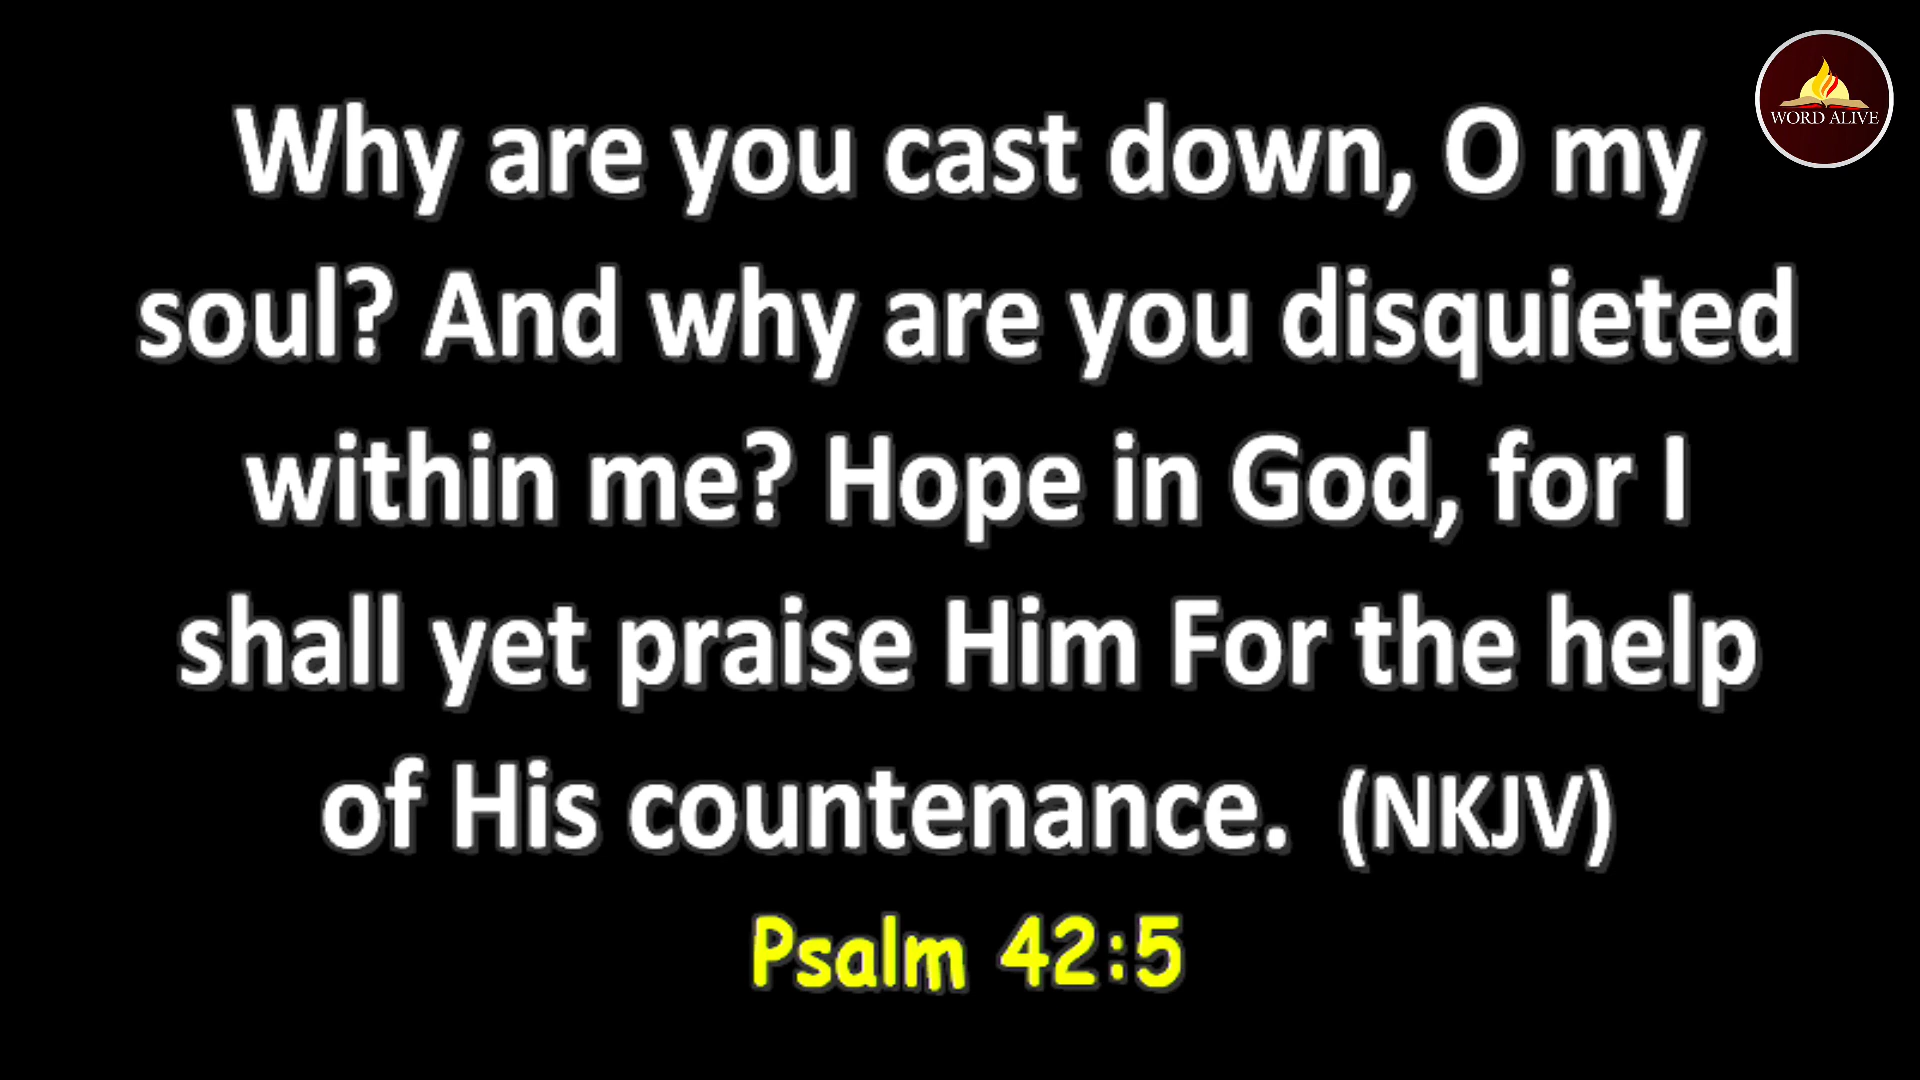 WORD ALIVE
Why are you cast down, O my
soul? And why are you disquieted
within me? Hope in God, for I
shall yet praise Him For the help
of His countenance. (NKJV)
Psalm 42:5